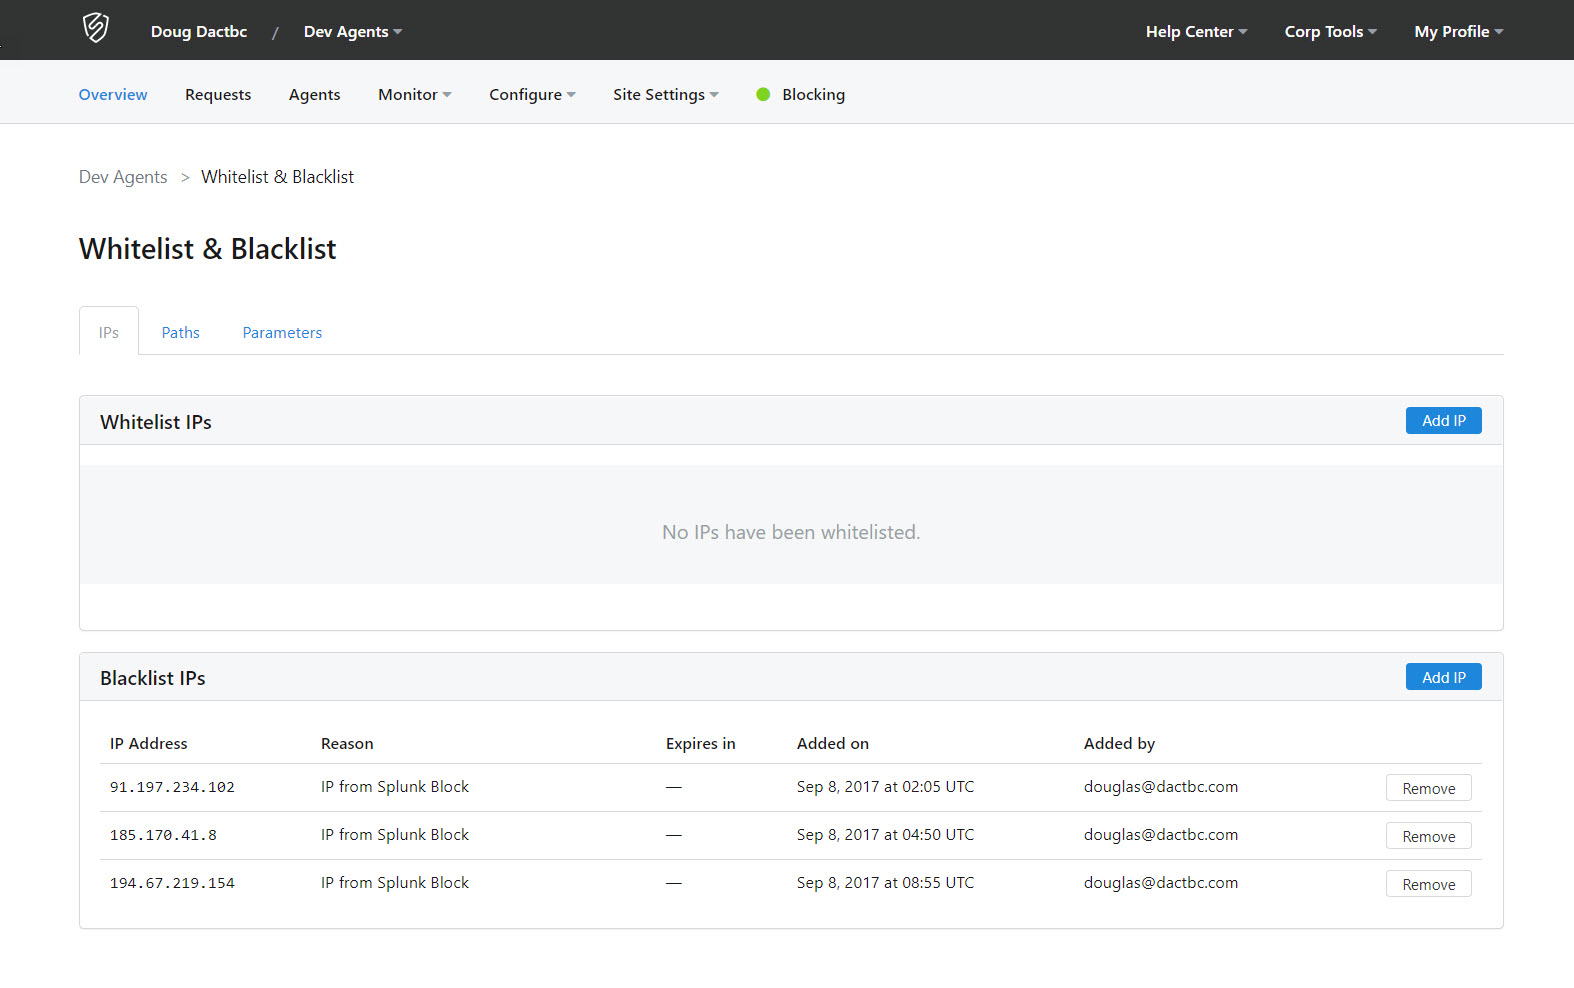 Doug Dactbc / Dev Agents Help Center Corp Tools My Profile
Overview Requests Agents Monitor Configure Site Settings Blocking
Dev Agents > Whitelist & Blacklist
Whitelist & Blacklist
IPs Paths Parameters
Whitelist IPs Add IP
No IPs have been whitelisted.
Blacklist IPs Add IP
IP Address Reason Expires in Added on Added by
91.197.234.102 IP from Splunk Block — Sep 8, 2017 at 02:05 UTC douglas@dactbc.com Remove
185.170.41.8 IP from Splunk Block — Sep 8, 2017 at 04:50 UTC douglas@dactbc.com Remove
194.67.219.154 IP from Splunk Block — Sep 8, 2017 at 08:55 UTC douglas@dactbc.com Remove